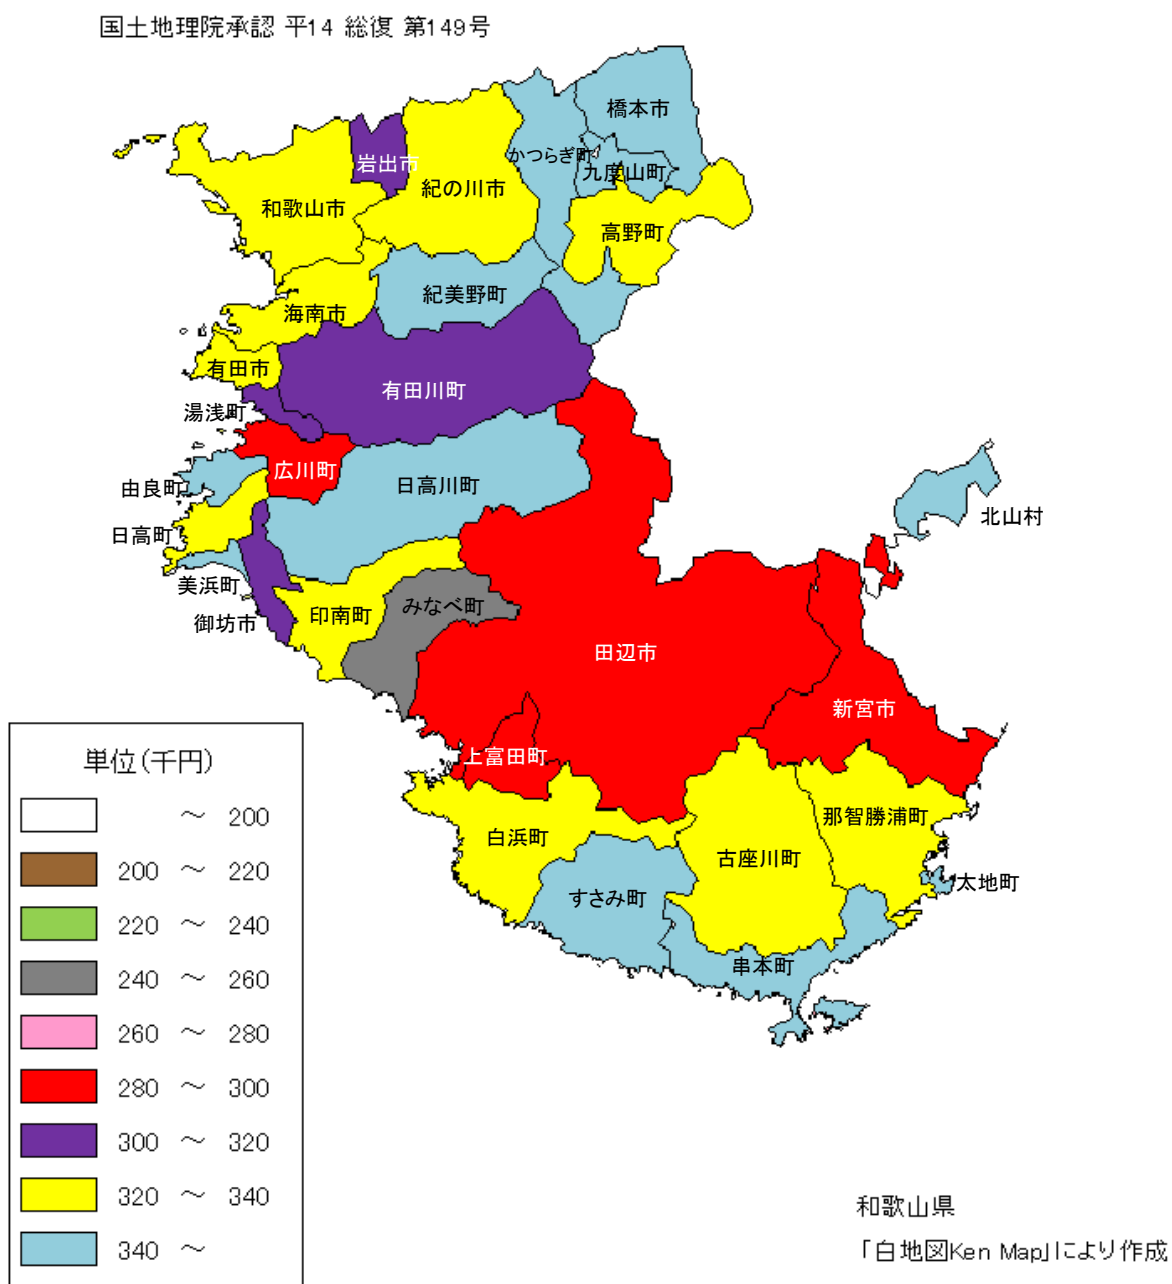 国土地理院承認 平14 総復 第149号
橋本市
かつらぎ町
岩出市
九度山町
紀の川市
和歌山市
高野町
紀美野町
海南市
有田市
有田川町
湯浅町
広川町
由良町
日高川町
北山村
日高町
美浜町
みなべ町
印南町
御坊市
田辺市
新宮市
上富田町
那智勝浦町
白浜町
古座川町
太地町
すさみ町
串本町
単位(千円)
～ 200
200 ～ 220
220 ～ 240
240 ～ 260
260 ～ 280
280 ～ 300
300 ～ 320
320 ～ 340
340 ～
和歌山県
「白地図Ken Map」により作成